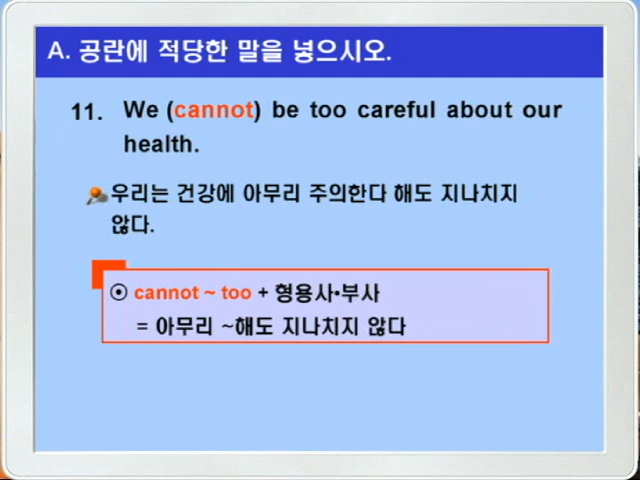 A. 공란에 적당한 말을 넣으시오.
11. We (cannot) be too careful about our
health.
우리는 건강에 아무리 주의한다 해도 지나치지
않다.
⊙ cannot ~ too + 형용사•부사
= 아무리 ~해도 지나치지 않다